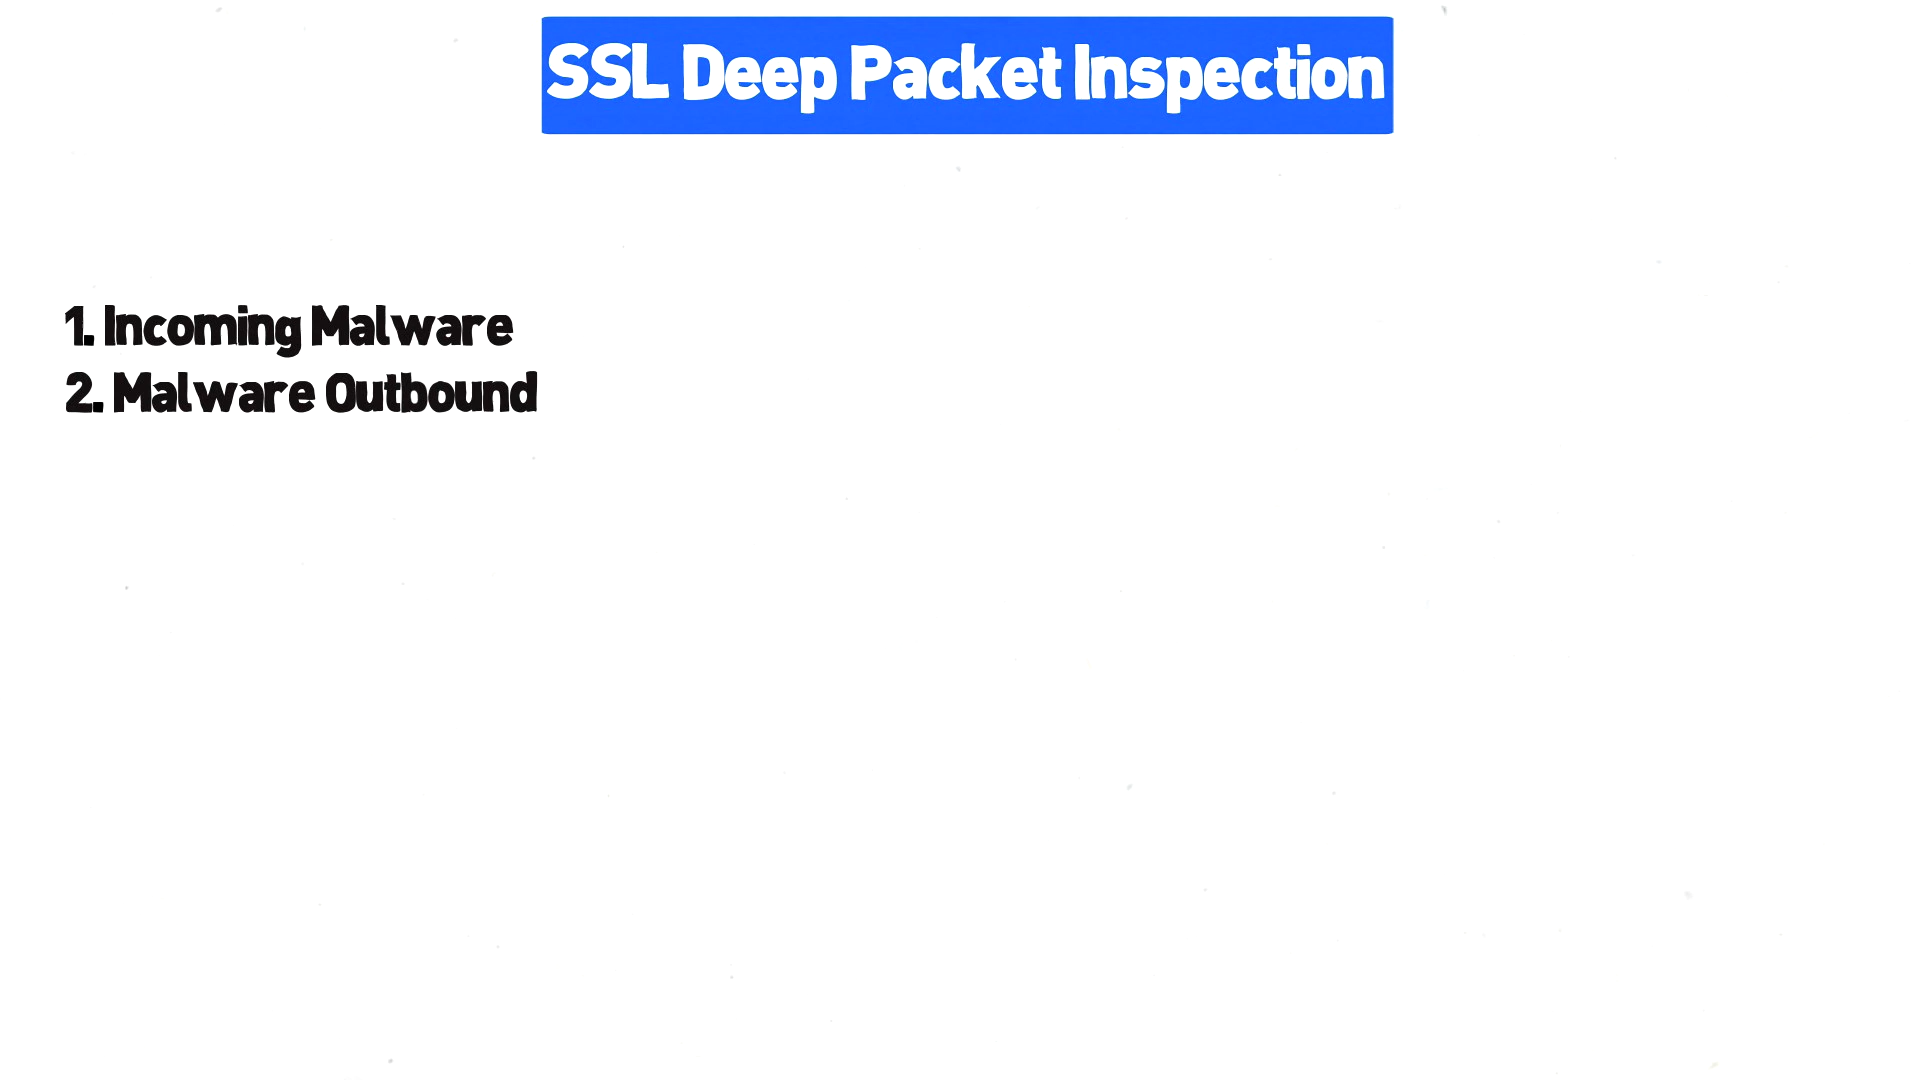 SSL Deep Packet Inspection
1. Incoming Malware
2. Malware Outbound